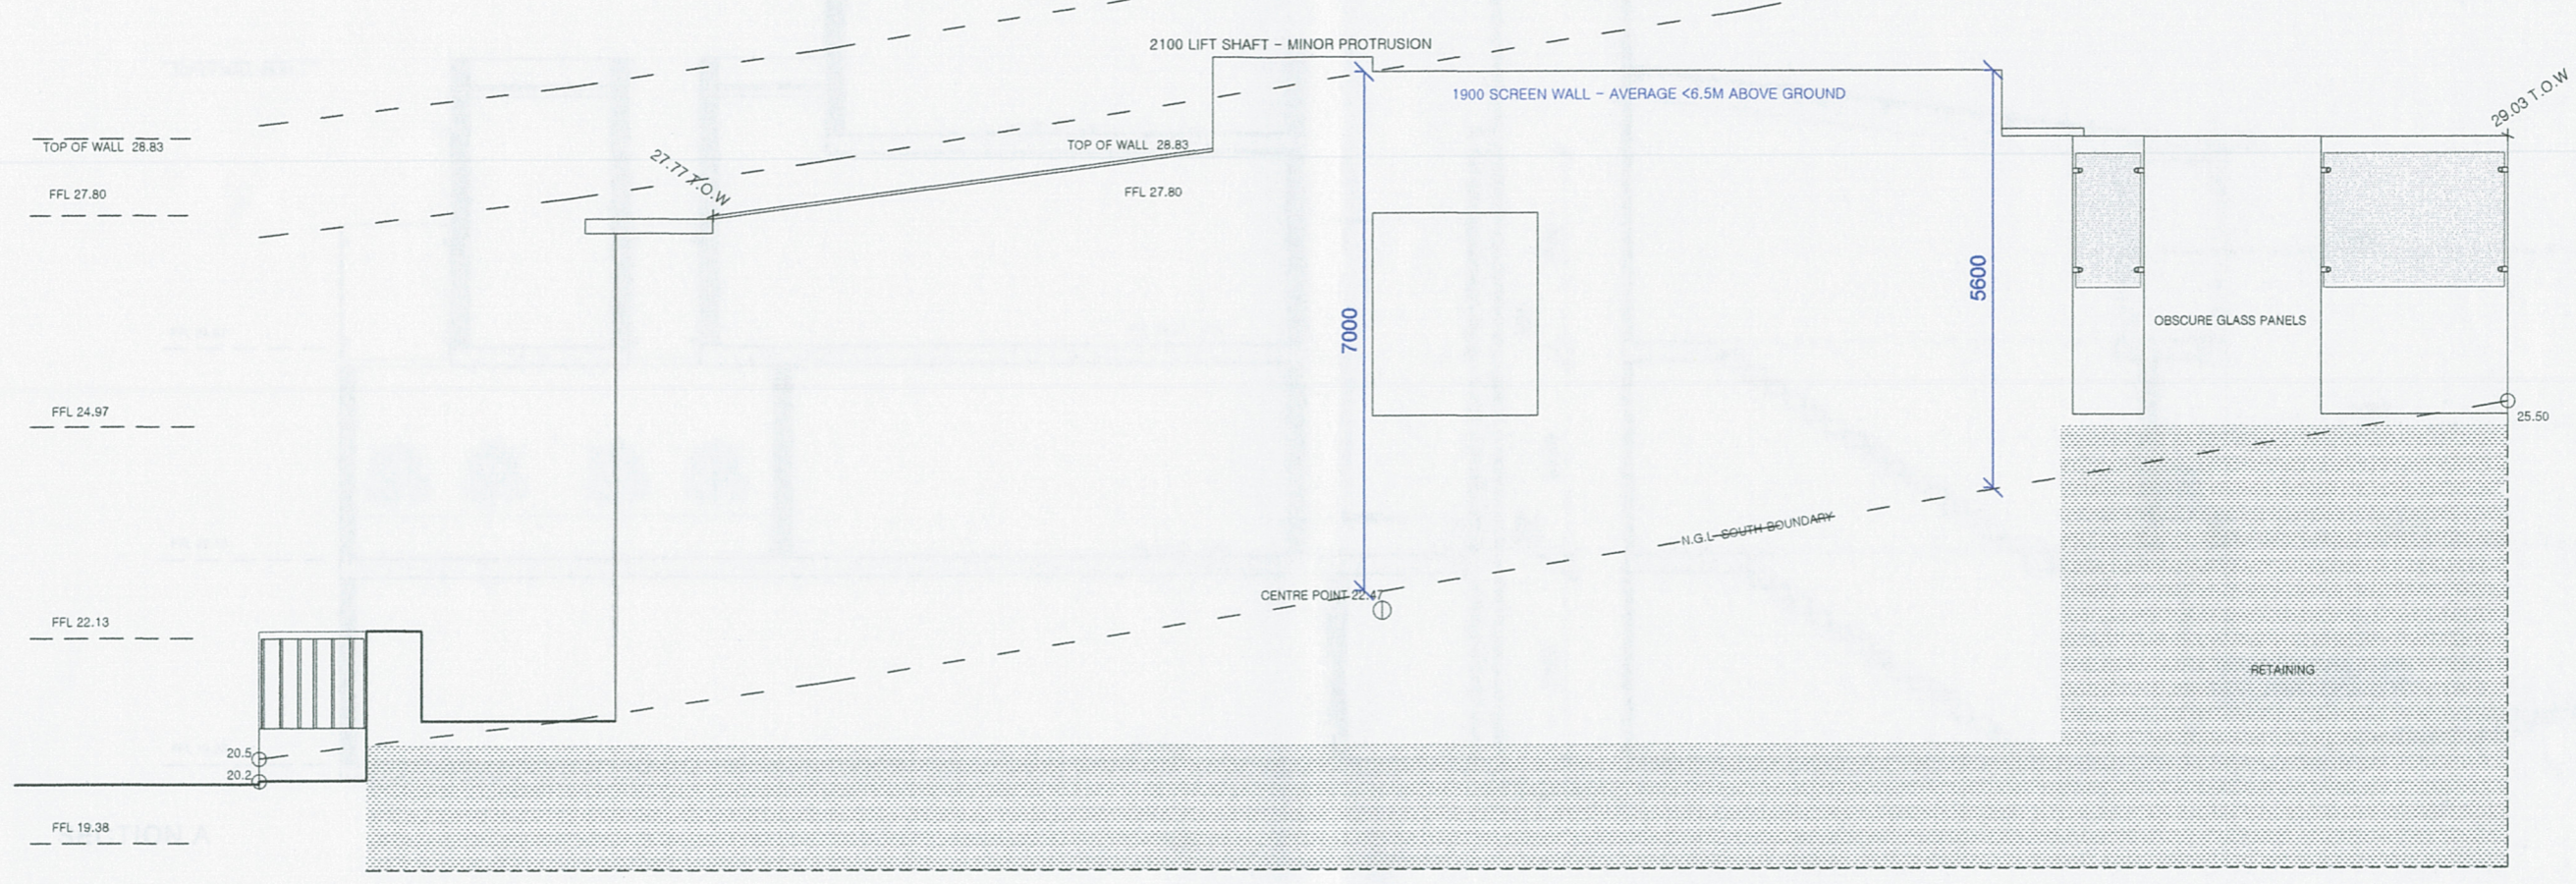 2100 LIFT SHAFT - MINOR PROTRUSION
29.03 T.O.W
1900 SCREEN WALL - AVERAGE <6.5M ABOVE GROUND
TOP OF WALL 28.83
TOP OF WALL 28.83
27.77 T.O.W
FFL 27.80
FFL 27.80
5600
7000
OBSCURE GLASS PANELS
FFL 24.97
25.50
N.G.L SOUTH BOUNDARY
CENTRE POINT 22.47
FFL 22.13
RETAINING
20.5
20.2
FFL 19.38